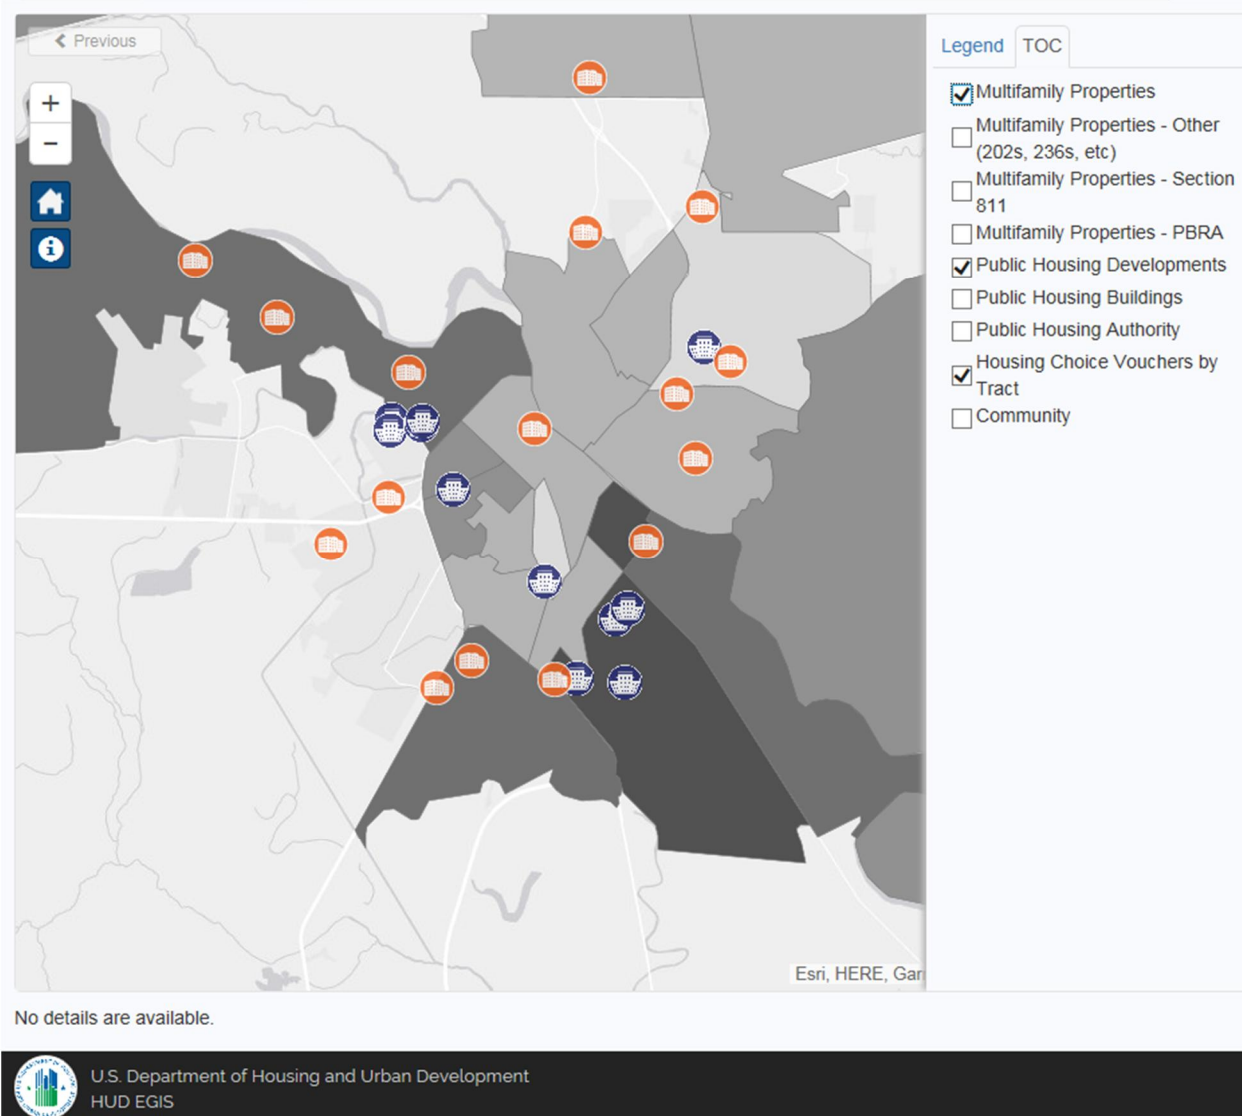 Previous
Legend TOC
Multifamily Properties
Multifamily Properties - Other
(202s, 236s, etc)
Multifamily Properties - Section
811
Multifamily Properties - PBRA
Public Housing Developments
Public Housing Buildings
Public Housing Authority
Housing Choice Vouchers by
Tract
Community
Esri, HERE, Gar
No details are available.
U.S. Department of Housing and Urban Development
HUD EGIS